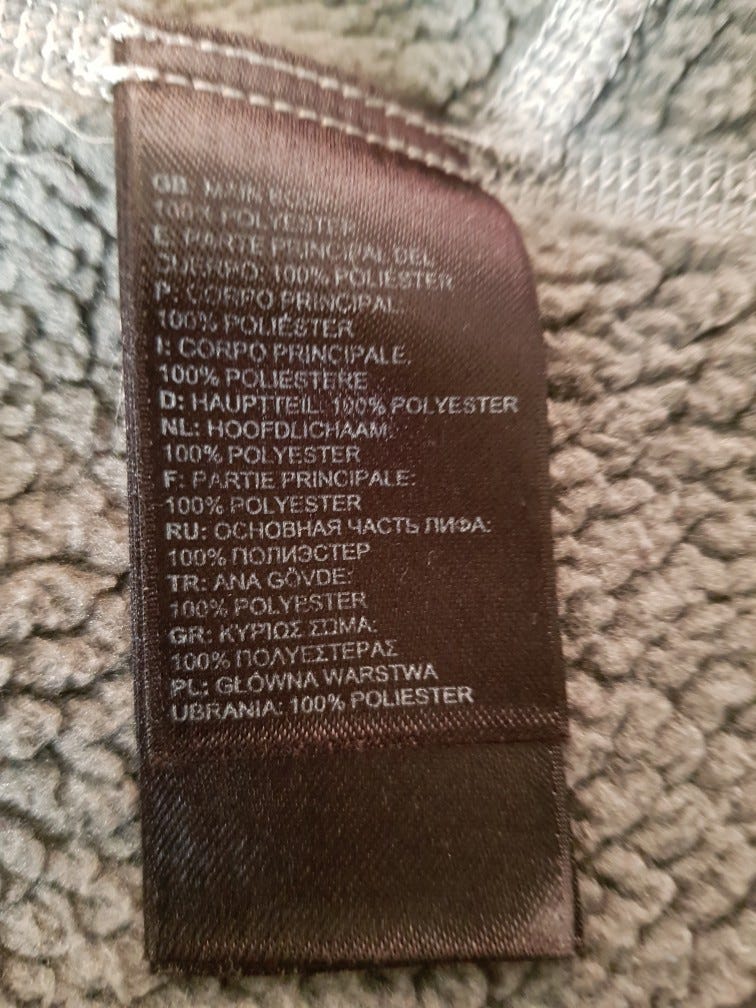 GB: MAIN BODY
100% POLYESTER
E: PARTE PRINCIPAL DEL
CUERPO: 100% POLIÉSTER
P: CORPO PRINCIPAL:
100% POLIÉSTER
I: CORPO PRINCIPALE:
100% POLIESTERE
D: HAUPTTEIL: 100% POLYESTER
NL: HOOFDLICHAAM:
100% POLYESTER
F: PARTIE PRINCIPALE:
100% POLYESTER
RU: ОСНОВНАЯ ЧАСТЬ ЛИФА:
100% ПОЛИЭСТЕР
TR: ANA GÖVDE:
100% POLYESTER
GR: ΚΥΡΙΟΣ ΣΩΜΑ:
100% ΠΟΛΥΕΣΤΕΡΑΣ
PL: GŁÓWNA WARSTWA
UBRANIA: 100% POLIESTER